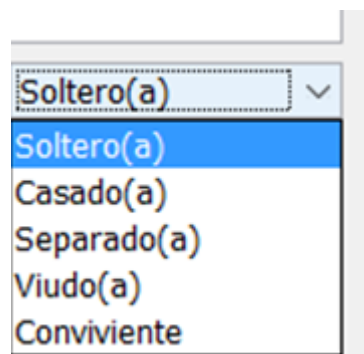 Soltero(a)
Soltero(a)
Casado(a)
Separado(a)
Viudo(a)
Conviviente